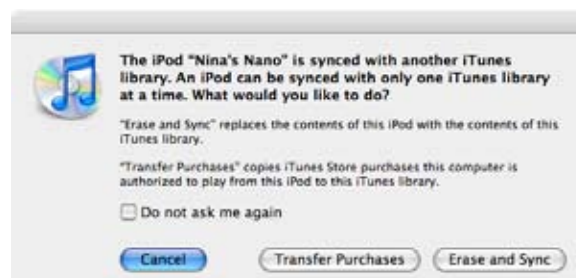 The iPod "Nina's Nano" is synced with another iTunes
library. An iPod can be synced with only one iTunes library
at a time. What would you like to do?
"Erase and Sync" replaces the contents of this iPod with the contents of this
iTunes library.
"Transfer Purchases" copies iTunes Store purchases this computer is
authorized to play from this iPod to this iTunes library.
Do not ask me again
Cancel Transfer Purchases Erase and Sync